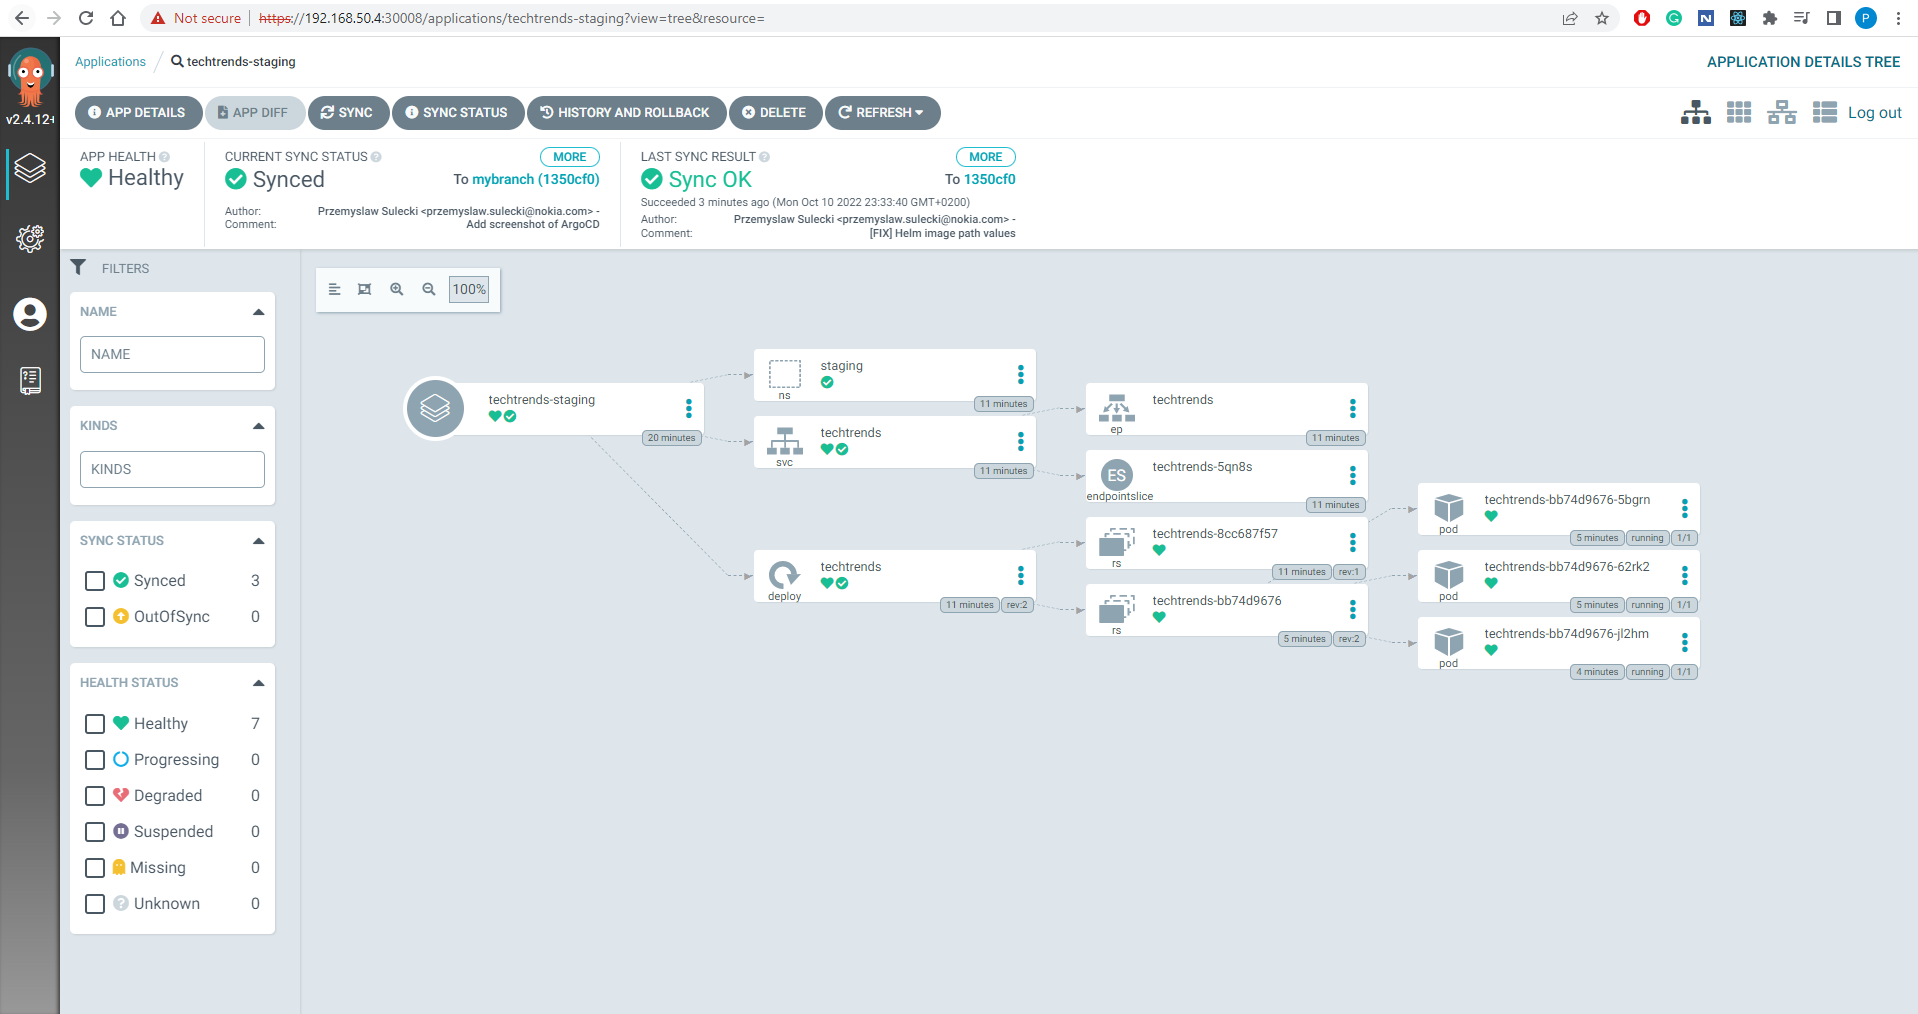 Not secure https://192.168.50.4:30008/applications/techtrends-staging?view=tree&resource=
P
v2.4.12+
Applications / techtrends-staging
APPLICATION DETAILS TREE
APP DETAILS APP DIFF SYNC SYNC STATUS HISTORY AND ROLLBACK DELETE REFRESH
Log out
APP HEALTH
Healthy
CURRENT SYNC STATUS MORE
Synced To mybranch (1350cf0)
Author: Przemyslaw Sulecki <przemyslaw.sulecki@nokia.com> -
Comment: Add screenshot of ArgoCD
LAST SYNC RESULT MORE
Sync OK To 1350cf0
Succeeded 3 minutes ago (Mon Oct 10 2022 23:33:40 GMT+0200)
Author: Przemyslaw Sulecki <przemyslaw.sulecki@nokia.com> -
Comment: [FIX] Helm image path values
FILTERS
NAME
NAME
KINDS
KINDS
SYNC STATUS
Synced 3
OutOfSync 0
HEALTH STATUS
Healthy 7
Progressing 0
Degraded 0
Suspended 0
Missing 0
Unknown 0
100%
techtrends-staging
20 minutes
staging
ns
11 minutes
techtrends
svc
11 minutes
techtrends
deploy
11 minutes rev:2
techtrends
ep
11 minutes
ES
techtrends-5qn8s
endpointslice
11 minutes
techtrends-8cc687f57
rs
11 minutes rev:1
techtrends-bb74d9676
rs
5 minutes rev:2
techtrends-bb74d9676-5bgrn
pod
5 minutes running 1/1
techtrends-bb74d9676-62rk2
pod
5 minutes running 1/1
techtrends-bb74d9676-jl2hm
pod
4 minutes running 1/1